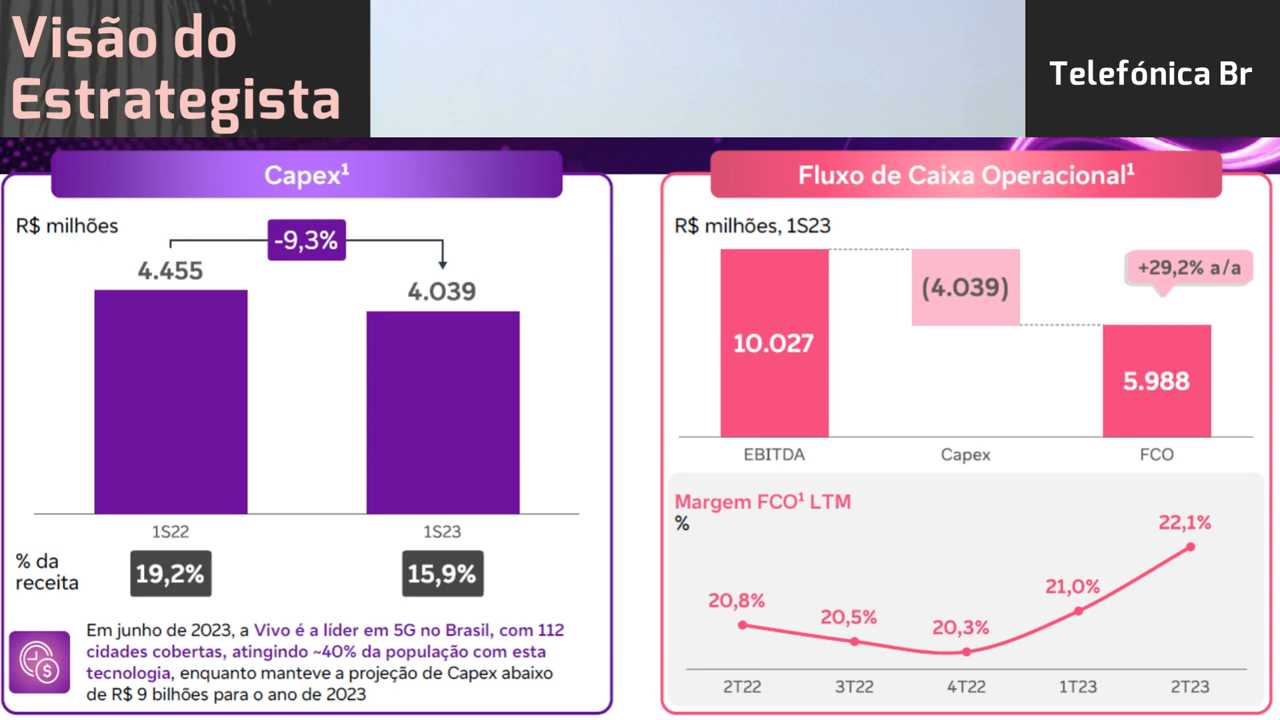 Visão do
Estrategista
Telefónica Br
Capex¹
R$ milhões
-9,3%
4.455
4.039
1S22
1S23
% da
receita
19,2%
15,9%
Em junho de 2023, a Vivo é a líder em 5G no Brasil, com 112
cidades cobertas, atingindo ~40% da população com esta
tecnologia, enquanto manteve a projeção de Capex abaixo
de R$ 9 bilhões para o ano de 2023
Fluxo de Caixa Operacional¹
R$ milhões, 1S23
+29,2% a/a
10.027
(4.039)
5.988
EBITDA
Capex
FCO
Margem FCO¹ LTM
%
20,8%
20,5%
20,3%
21,0%
22,1%
2T22
3T22
4T22
1T23
2T23